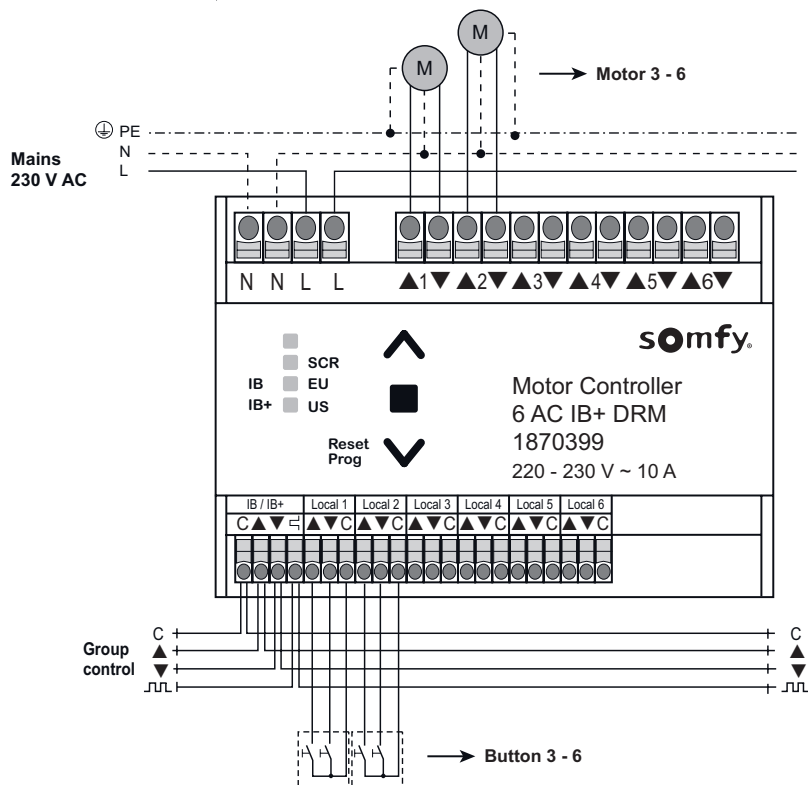 M
M
Motor 3 - 6
PE
N
L
Mains
230 V AC
N N L L
▲1▼ ▲2▼ ▲3▼ ▲4▼ ▲5▼ ▲6▼
somfy.
SCR
IB EU
IB+ US
Reset
Prog
Motor Controller
6 AC IB+ DRM
1870399
220 - 230 V ~ 10 A
IB / IB+ Local 1 Local 2 Local 3 Local 4 Local 5 Local 6
C▲▼ ▲▼C ▲▼C ▲▼C ▲▼C ▲▼C ▲▼C
Group
control
C
▲
▼
C
▲
▼
Button 3 - 6